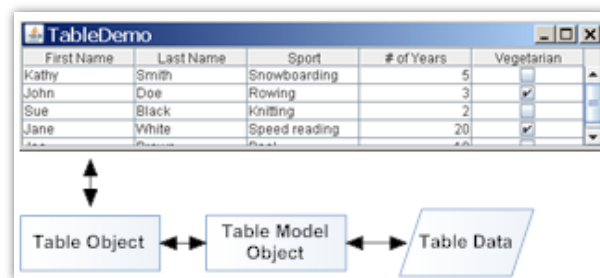 TableDemo
First Name Last Name Sport # of Years Vegetarian
Kathy Smith Snowboarding 5
John Doe Rowing 3
Sue Black Knitting 2
Jane White Speed reading 20
Table Object
Table Model
Object
Table Data